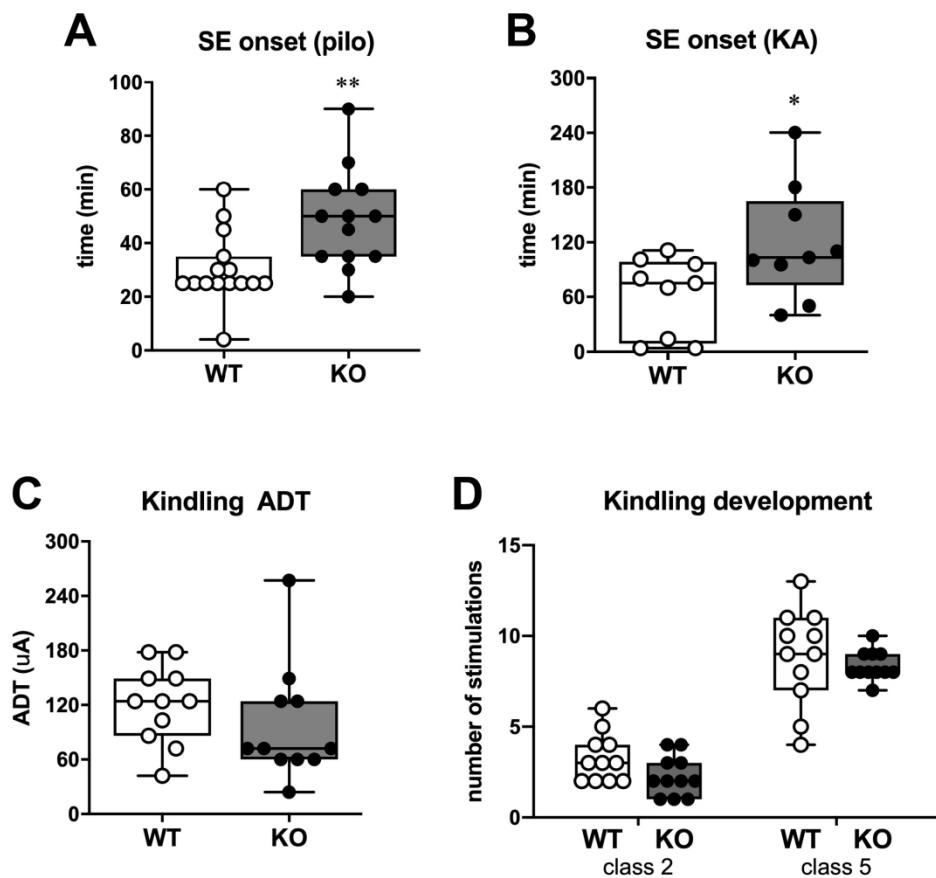 A
SE onset (pilo)
**
time (min)
100
80
60
40
20
0
WT KO
B
SE onset (KA)
*
time (min)
300
240
180
120
60
0
WT KO
C
Kindling ADT
ADT (uA)
300
240
180
120
60
0
WT KO
D
Kindling development
number of stimulations
15
10
5
0
WT KO WT KO
class 2 class 5